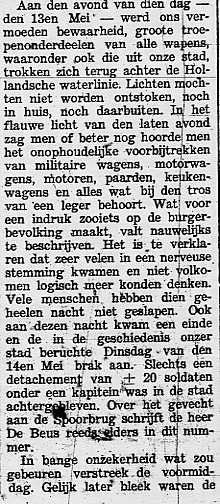 Aan den avond van dien dag —
den 13en Mei — werd ons ver-
moeden bewaarheid, groote troe-
penonderdeelen van alle wapens,
waaronder ook die uit onze stad,
trokken zich terug achter de Hol-
landsche waterlinie. Lichten moch-
ten niet worden ontstoken, noch
in huis, noch daarbuiten. In het
flauwe licht van den laten avond
zag men of beter nog hoorde men
het onophoudelijke voorbijtrekken
van militaire wagens, motorwa-
gens, motoren, paarden, keuken-
wagens en alles wat bij den tros
van een leger behoort. Wat voor
een indruk zooiets op de burger-
bevolking maakt, valt nauwelijks
te beschrijven. Het is te verkla-
ren dat zeer velen in een nerveuse
stemming kwamen en niet volko-
men logisch meer konden denken.
Vele menschen hebben dien ge-
heelen nacht niet geslapen. Ook
aan dezen nacht kwam een einde
en de in de geschiedenis onzer
stad beruchte Dinsdag van den
14en Mei brak aan. Slechts een
detachement van ± 20 soldaten
onder een kapitein was in de stad
achtergebleven. Over het gevecht
aan de Spoorbrug schrijft de heer
De Beus reeds elders in dit num-
mer.
In bange onzekerheid wat zou
gebeuren verstreek de voormid-
dag. Gelijk later bleek waren de